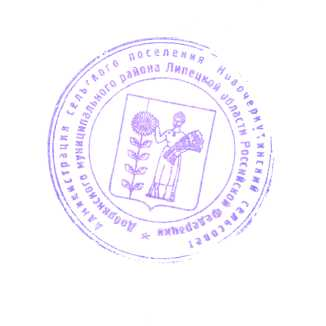 Администрация сельского поселения Новочеркутинский сельсовет
Добринского муниципального района Липецкой области Российской Федерации